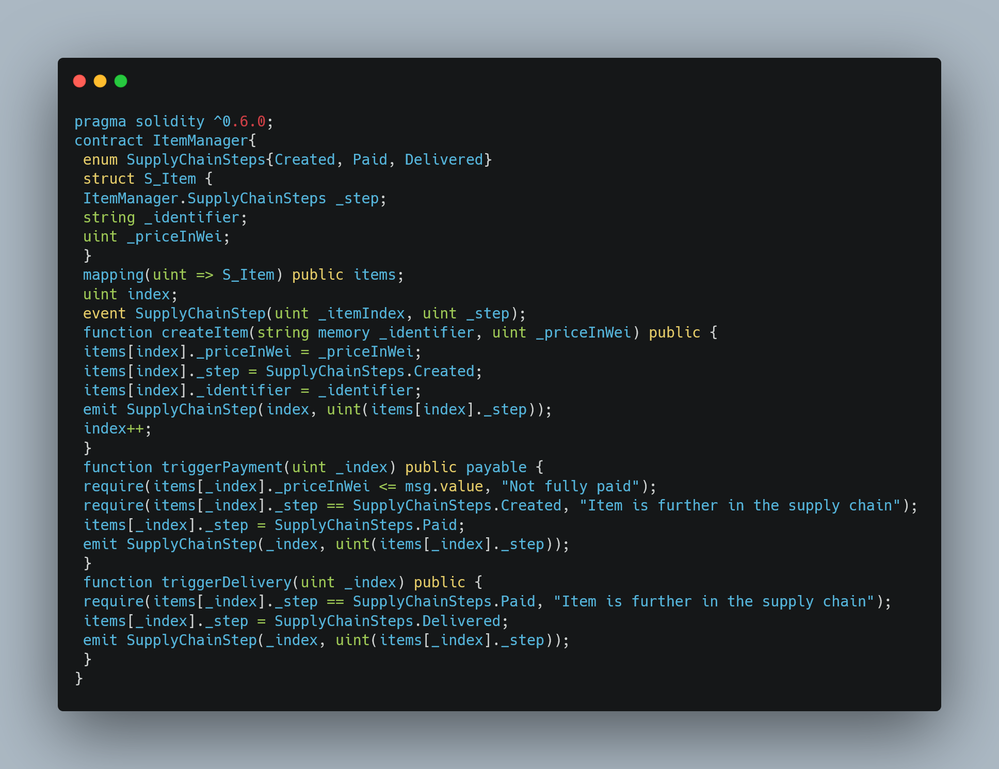 pragma solidity ^0.6.0;
contract ItemManager{
 enum SupplyChainSteps{Created, Paid, Delivered}
 struct S_Item {
 ItemManager.SupplyChainSteps _step;
 string _identifier;
 uint _priceInWei;
 }
 mapping(uint => S_Item) public items;
 uint index;
 event SupplyChainStep(uint _itemIndex, uint _step);
 function createItem(string memory _identifier, uint _priceInWei) public {
 items[index]._priceInWei = _priceInWei;
 items[index]._step = SupplyChainSteps.Created;
 items[index]._identifier = _identifier;
 emit SupplyChainStep(index, uint(items[index]._step));
 index++;
 }
 function triggerPayment(uint _index) public payable {
 require(items[_index]._priceInWei <= msg.value, "Not fully paid");
 require(items[_index]._step == SupplyChainSteps.Created, "Item is further in the supply chain");
 items[_index]._step = SupplyChainSteps.Paid;
 emit SupplyChainStep(_index, uint(items[_index]._step));
 }
 function triggerDelivery(uint _index) public {
 require(items[_index]._step == SupplyChainSteps.Paid, "Item is further in the supply chain");
 items[_index]._step = SupplyChainSteps.Delivered;
 emit SupplyChainStep(_index, uint(items[_index]._step));
 }
}